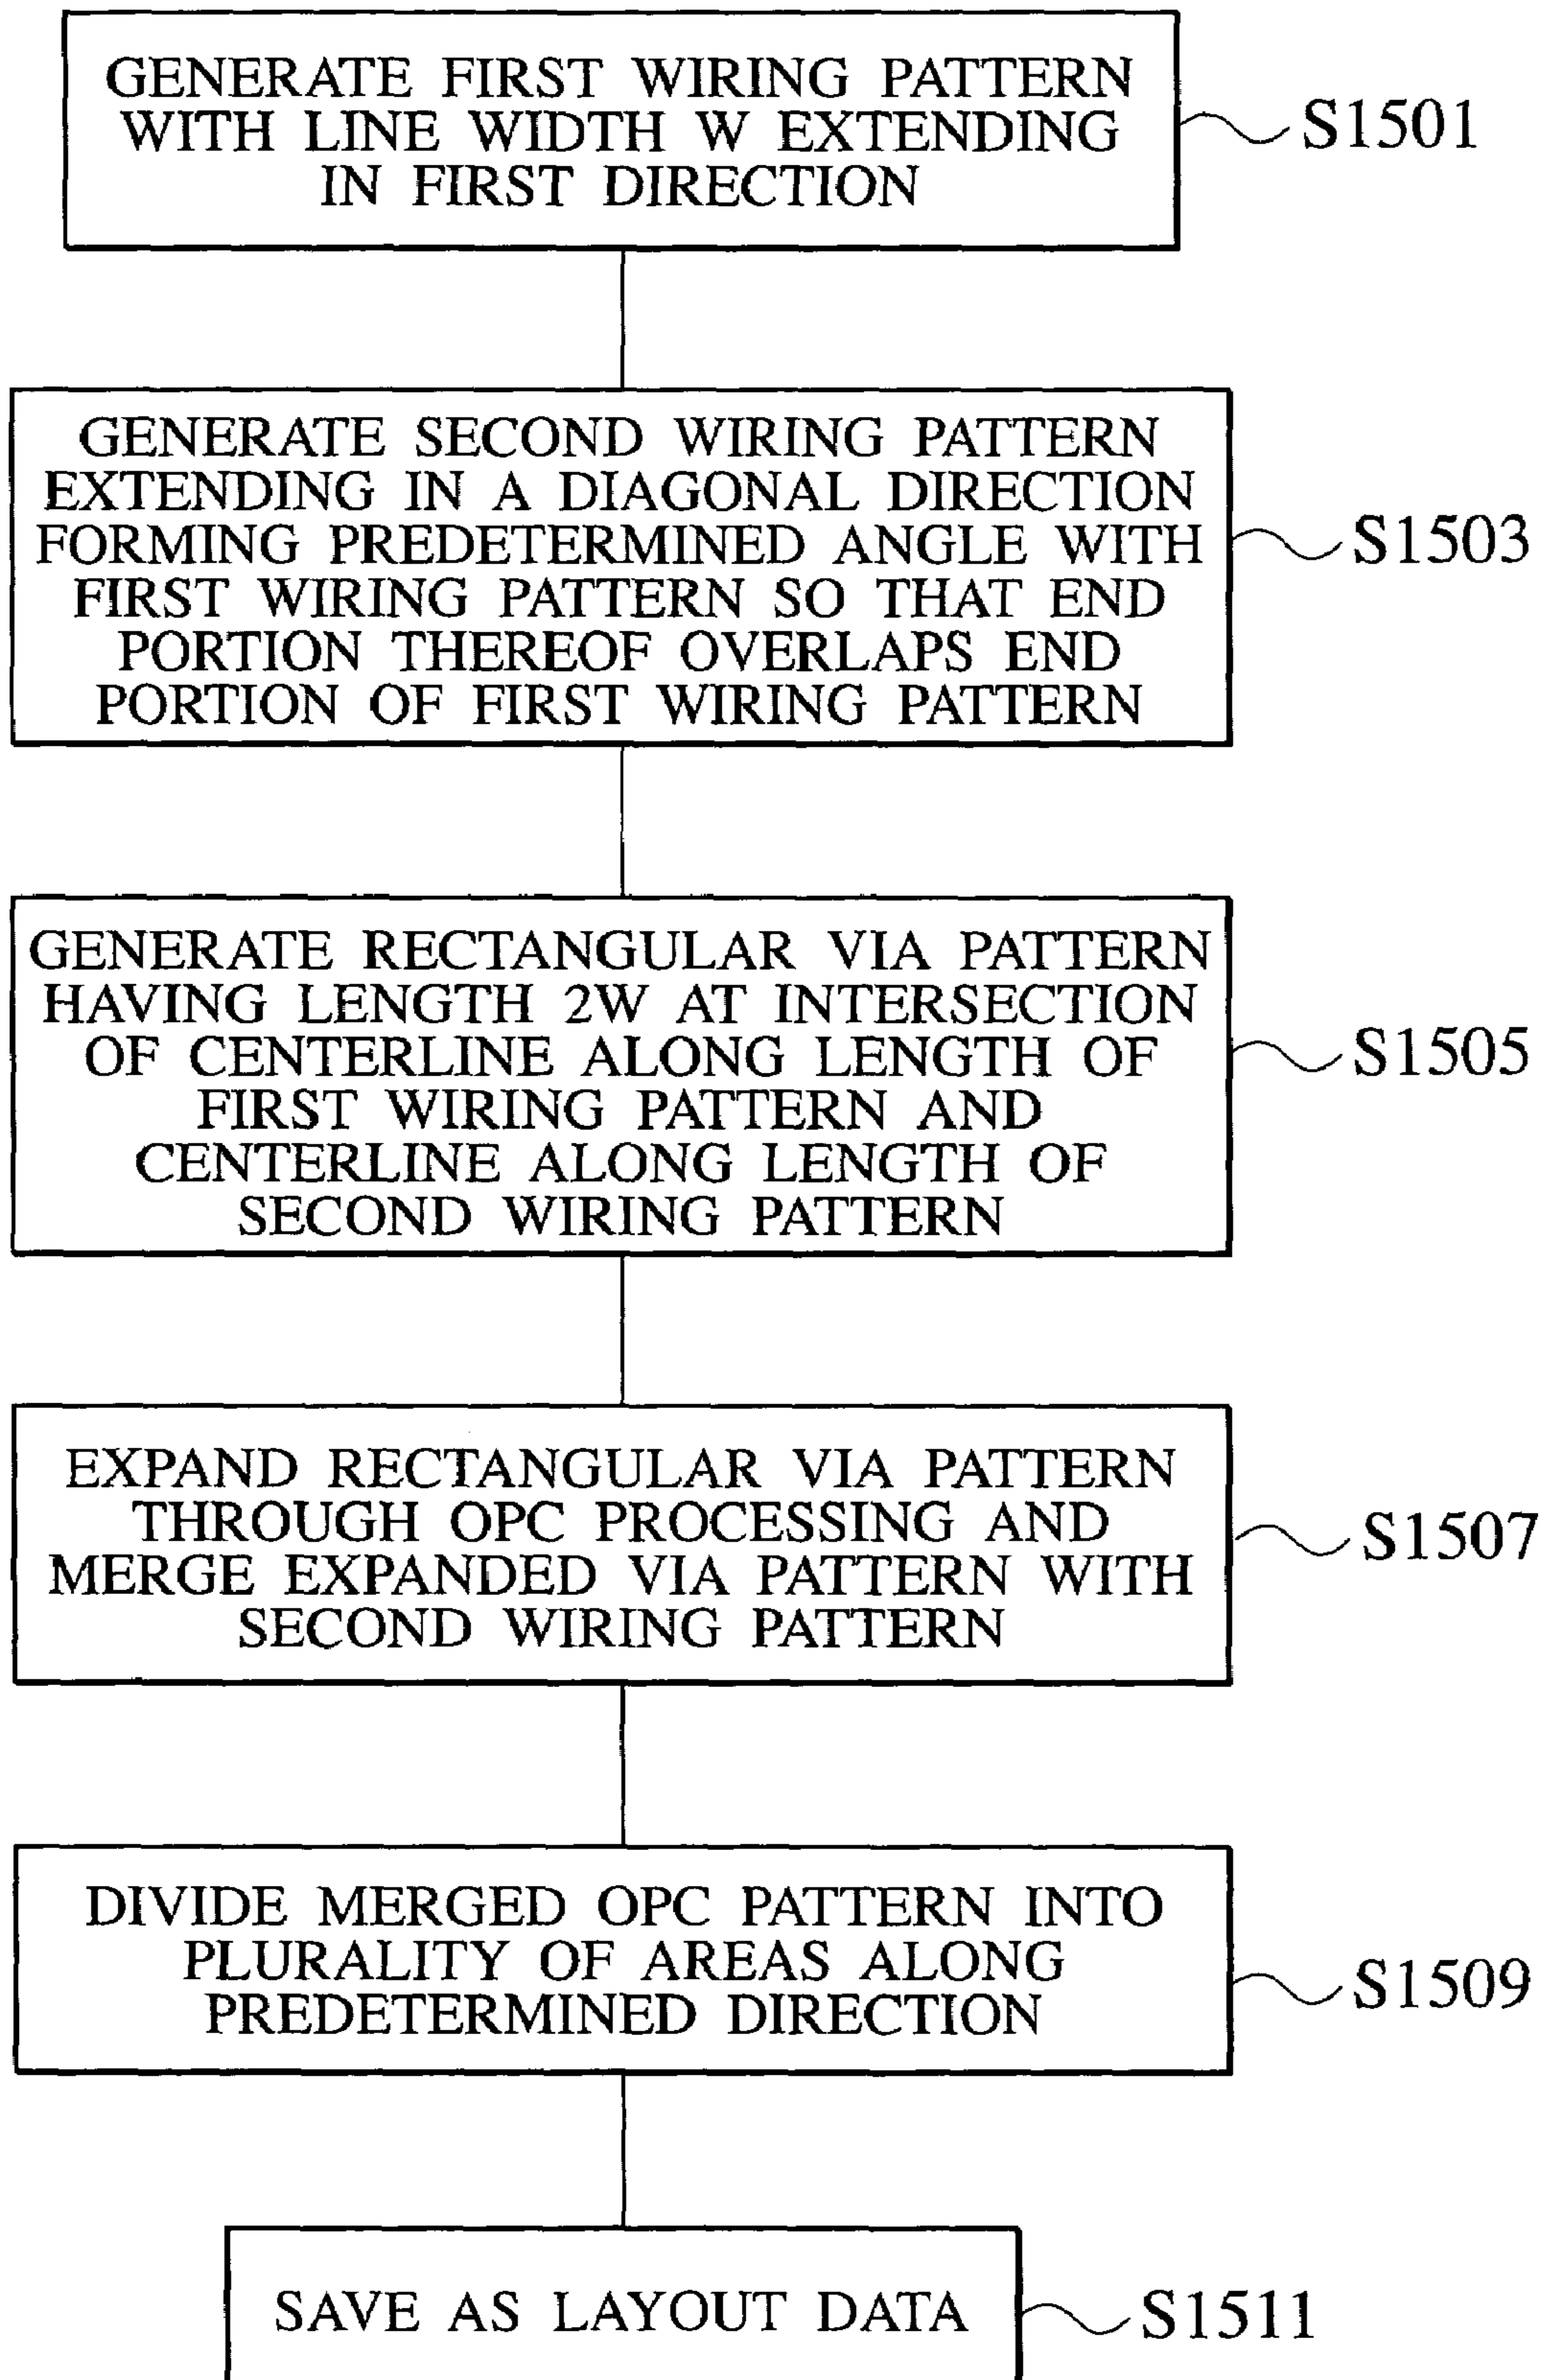 GENERATE FIRST WIRING PATTERN
WITH LINE WIDTH W EXTENDING
IN FIRST DIRECTION
S1501
GENERATE SECOND WIRING PATTERN
EXTENDING IN A DIAGONAL DIRECTION
FORMING PREDETERMINED ANGLE WITH
FIRST WIRING PATTERN SO THAT END
PORTION THEREOF OVERLAPS END
PORTION OF FIRST WIRING PATTERN
S1503
GENERATE RECTANGULAR VIA PATTERN
HAVING LENGTH 2W AT INTERSECTION
OF CENTERLINE ALONG LENGTH OF
FIRST WIRING PATTERN AND
CENTERLINE ALONG LENGTH OF
SECOND WIRING PATTERN
S1505
EXPAND RECTANGULAR VIA PATTERN
THROUGH OPC PROCESSING AND
MERGE EXPANDED VIA PATTERN WITH
SECOND WIRING PATTERN
S1507
DIVIDE MERGED OPC PATTERN INTO
PLURALITY OF AREAS ALONG
PREDETERMINED DIRECTION
S1509
SAVE AS LAYOUT DATA
S1511